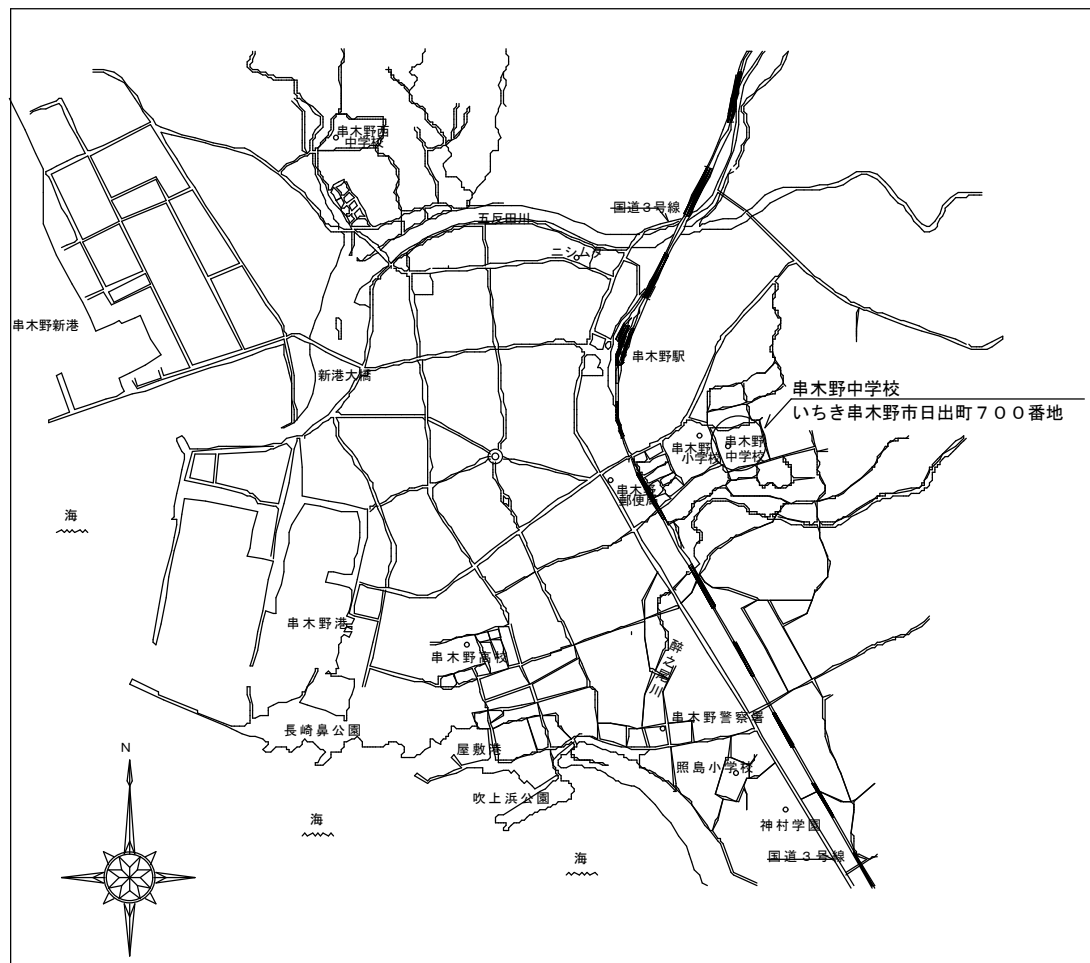 串木野西
中学校
五反田川
国道３号線
ニシムタ
串木野新港
新港大橋
串木野駅
串木野中学校
いちき串木野市日出町７００番地
串木野
小学校
串木野
中学校
串木野
郵便局
海
串木野港
串木野高校
酔之尾川
串木野警察署
長崎鼻公園
屋敷港
照島小学校
吹上浜公園
神村学園
国道３号線
N
海
海